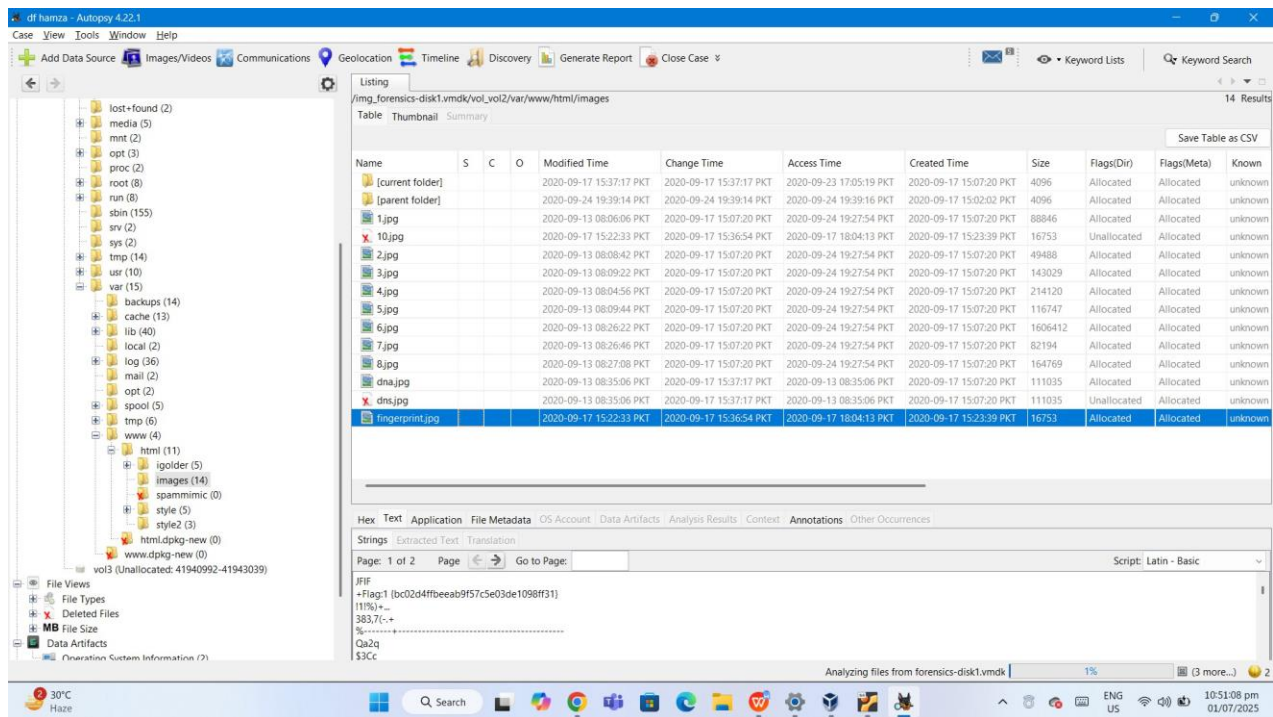 df hamza - Autopsy 4.22.1
Case View Tools Window Help
Add Data Source Images/Videos Communications Geolocation Timeline Discovery Generate Report Close Case Keyword Lists Keyword Search
Listing
/img_forensics-disk1.vmdk/vol_vol2/var/www/html/images 14 Results
Table Thumbnail Summary
Save Table as CSV
Name S C O Modified Time Change Time Access Time Created Time Size Flags(Dir) Flags(Meta) Known
[current folder] 2020-09-17 15:37:17 PKT 2020-09-17 15:37:17 PKT 2020-09-23 17:05:19 PKT 2020-09-17 15:07:20 PKT 4096 Allocated Allocated unknown
[parent folder] 2020-09-24 19:39:14 PKT 2020-09-24 19:39:14 PKT 2020-09-24 19:39:16 PKT 2020-09-17 15:02:02 PKT 4096 Allocated Allocated unknown
1.jpg 2020-09-13 08:06:06 PKT 2020-09-17 15:07:20 PKT 2020-09-24 19:27:54 PKT 2020-09-17 15:07:20 PKT 88846 Allocated Allocated unknown
10.jpg 2020-09-17 15:22:33 PKT 2020-09-17 15:36:54 PKT 2020-09-17 18:04:13 PKT 2020-09-17 15:23:39 PKT 16753 Unallocated Allocated unknown
2.jpg 2020-09-13 08:08:42 PKT 2020-09-17 15:07:20 PKT 2020-09-24 19:27:54 PKT 2020-09-17 15:07:20 PKT 49488 Allocated Allocated unknown
3.jpg 2020-09-13 08:09:22 PKT 2020-09-17 15:07:20 PKT 2020-09-24 19:27:54 PKT 2020-09-17 15:07:20 PKT 143029 Allocated Allocated unknown
4.jpg 2020-09-13 08:04:56 PKT 2020-09-17 15:07:20 PKT 2020-09-24 19:27:54 PKT 2020-09-17 15:07:20 PKT 214120 Allocated Allocated unknown
5.jpg 2020-09-13 08:09:44 PKT 2020-09-17 15:07:20 PKT 2020-09-24 19:27:54 PKT 2020-09-17 15:07:20 PKT 116747 Allocated Allocated unknown
6.jpg 2020-09-13 08:26:22 PKT 2020-09-17 15:07:20 PKT 2020-09-24 19:27:54 PKT 2020-09-17 15:07:20 PKT 1606412 Allocated Allocated unknown
7.jpg 2020-09-13 08:26:46 PKT 2020-09-17 15:07:20 PKT 2020-09-24 19:27:54 PKT 2020-09-17 15:07:20 PKT 82194 Allocated Allocated unknown
8.jpg 2020-09-13 08:27:08 PKT 2020-09-17 15:07:20 PKT 2020-09-24 19:27:54 PKT 2020-09-17 15:07:20 PKT 164769 Allocated Allocated unknown
dna.jpg 2020-09-13 08:35:06 PKT 2020-09-17 15:37:17 PKT 2020-09-13 08:35:06 PKT 2020-09-17 15:07:20 PKT 111035 Allocated Allocated unknown
dns.jpg 2020-09-13 08:35:06 PKT 2020-09-17 15:37:17 PKT 2020-09-13 08:35:06 PKT 2020-09-17 15:07:20 PKT 111035 Unallocated Allocated unknown
fingerprint.jpg 2020-09-17 15:22:33 PKT 2020-09-17 15:36:54 PKT 2020-09-17 18:04:13 PKT 2020-09-17 15:23:39 PKT 16753 Allocated Allocated unknown
lost+found (2)
media (5)
mnt (2)
opt (3)
proc (2)
root (8)
run (8)
sbin (155)
srv (2)
sys (2)
tmp (14)
usr (10)
var (15)
backups (14)
cache (13)
lib (40)
local (2)
log (36)
mail (2)
opt (2)
spool (5)
tmp (6)
www (4)
html (11)
igolder (5)
images (14)
spammimic (0)
style (5)
style2 (3)
html.dpkg-new (0)
www.dpkg-new (0)
vol3 (Unallocated: 41940992-41943039)
File Views
File Types
Deleted Files
MB File Size
Data Artifacts
Operating System Information (2)
Hex Text Application File Metadata OS Account Data Artifacts Analysis Results Context Annotations Other Occurrences
Strings Extracted Text Translation
Page: 1 of 2 Page Go to Page: Script: Latin - Basic
JFIF
+Flag:1 {bc02d4ffbeeab9f57c5e03de1098ff31}
!1!%)+...
383,7(-.+
%-------+--------------------------------------------
Qa2q
$3Cc
Analyzing files from forensics-disk1.vmdk 1% (3 more...) 2
2 30°C
Haze
Search
ENG
US
10:51:08 pm
01/07/2025